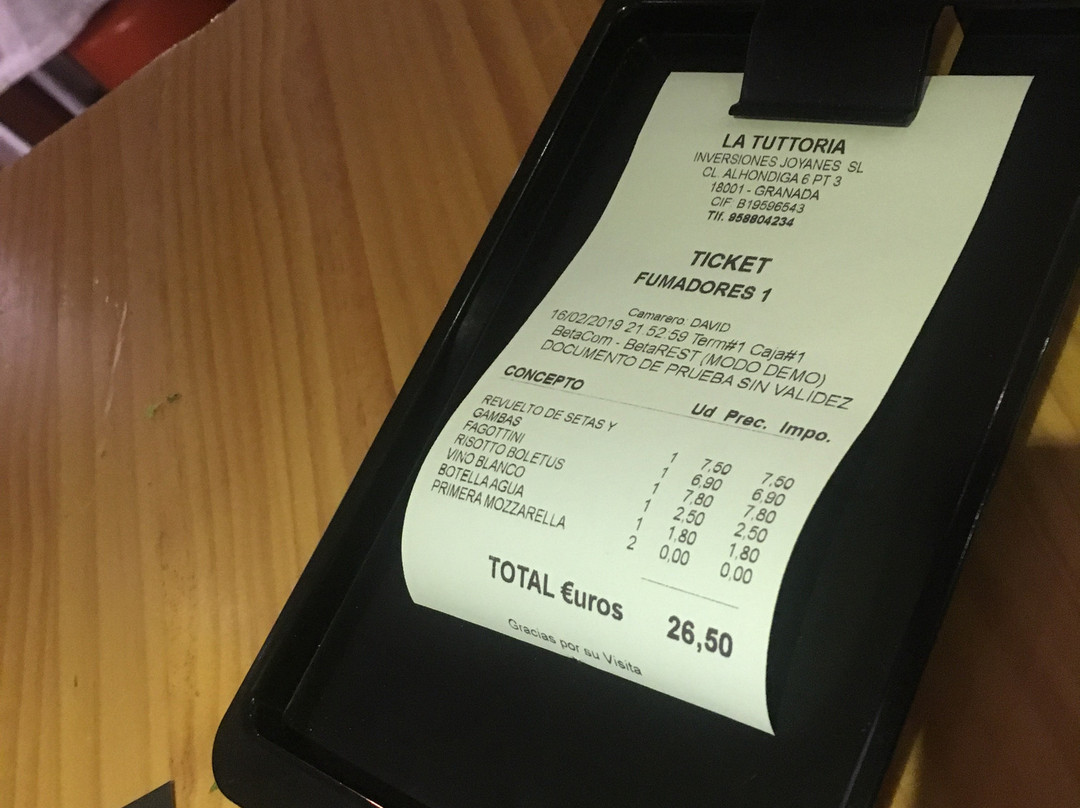 LA TUTTORIA
INVERSIONES JOYANES SL
CL. ALHONDIGA 6 PT 3
18001 - GRANADA
CIF. B19596543
Tlf. 958804234
TICKET
FUMADORES 1
Camarero: DAVID
16/02/2019 21:52:59 Term#1 Caja#1
BetaCom - BetaREST (MODO DEMO)
DOCUMENTO DE PRUEBA SIN VALIDEZ
CONCEPTO Ud Prec. Impo.
REVUELTO DE SETAS Y
GAMBAS 1 7,50 7,50
FAGOTTINI 1 6,90 6,90
RISOTTO BOLETUS 1 7,80 7,80
VINO BLANCO 1 2,50 2,50
BOTELLA AGUA 1 1,80 1,80
PRIMERA MOZZARELLA 2 0,00 0,00
TOTAL €uros 26,50
Gracias por su Visita